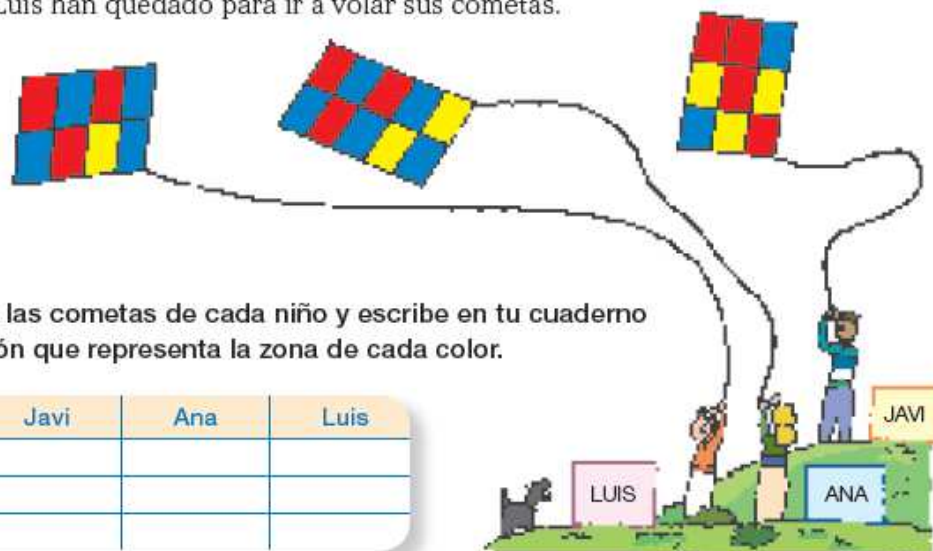 Luis han quedado para ir a volar sus cometas.
las cometas de cada niño y escribe en tu cuaderno
ón que representa la zona de cada color.
Javi Ana Luis
LUIS
ANA
JAVI